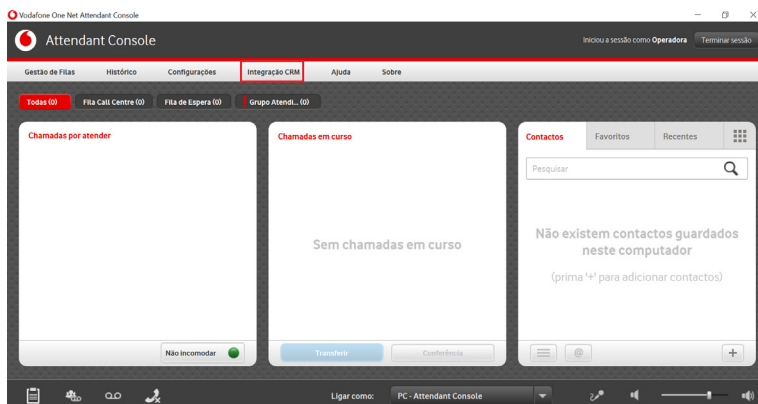 Vodafone One Net Attendant Console
Attendant Console
Iniciou a sessão como Operadora
Terminar sessão
Gestão de Filas Histórico Configurações Integração CRM Ajuda Sobre
Todas (0) Fila Call Centre (0) Fila de Espera (0) Grupo Atendi... (0)
Chamadas por atender
Não incomodar
Chamadas em curso
Sem chamadas em curso
Transferir Conferência
Contactos Favoritos Recentes
Pesquisar
Não existem contactos guardados
neste computador
(prima '+' para adicionar contactos)
@ +
Ligar como: PC - Attendant Console